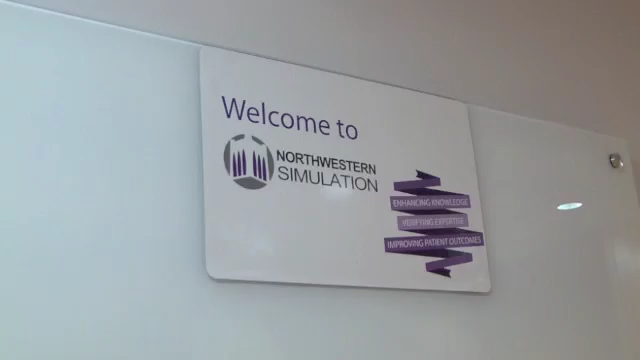 Welcome to
NORTHWESTERN
SIMULATION
ENHANCING KNOWLEDGE
VERIFYING EXPERTISE
IMPROVING PATIENT OUTCOMES